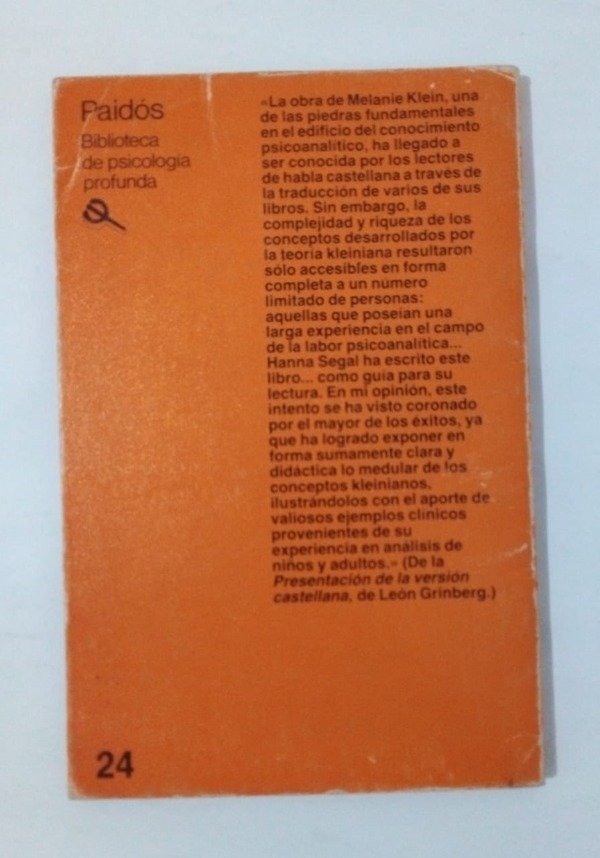 Paidós
Biblioteca
de psicología
profunda
«La obra de Melanie Klein, una
de las piedras fundamentales
en el edificio del conocimiento
psicoanalítico, ha llegado a
ser conocida por los lectores
de habla castellana a través de
la traducción de varios de sus
libros. Sin embargo, la
complejidad y riqueza de los
conceptos desarrollados por
la teoría kleiniana resultaron
sólo accesibles en forma
completa a un número
limitado de personas:
aquellas que poseían una
larga experiencia en el campo
de la labor psicoanalítica...
Hanna Segal ha escrito este
libro... como guía para su
lectura. En mi opinión, este
intento se ha visto coronado
por el mayor de los éxitos, ya
que ha logrado exponer en
forma sumamente clara y
didáctica lo medular de los
conceptos kleinianos,
ilustrándolos con el aporte de
valiosos ejemplos clínicos
provenientes de su
experiencia en análisis de
niños y adultos.» (De la
Presentación de la versión
castellana, de León Grinberg.)
24